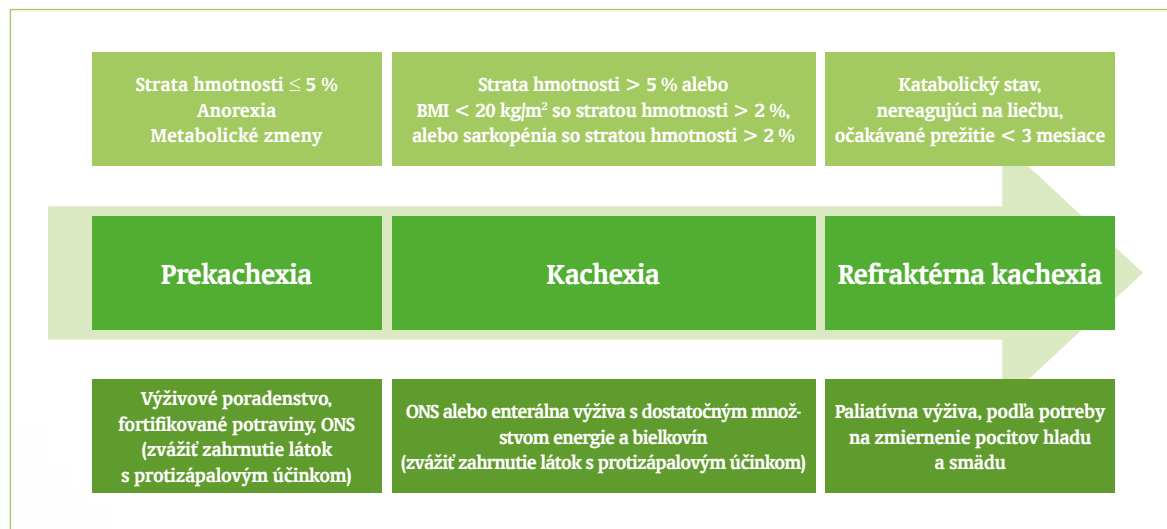 Strata hmotnosti ≤ 5 %
Anorexia
Metabolické zmeny
Strata hmotnosti > 5 % alebo
BMI < 20 kg/m² so stratou hmotnosti > 2 %,
alebo sarkopénia so stratou hmotnosti > 2 %
Katabolický stav,
nereagujúci na liečbu,
očakávané prežitie < 3 mesiace
Prekachexia
Kachexia
Refraktérna kachexia
Výživové poradenstvo,
fortifikované potraviny, ONS
(zvážiť zahrnutie látok
s protizápalovým účinkom)
ONS alebo enterálna výživa s dostatočným množ-
stvom energie a bielkovín
(zvážiť zahrnutie látok s protizápalovým účinkom)
Paliatívna výživa, podľa potreby
na zmiernenie pocitov hladu
a smädu